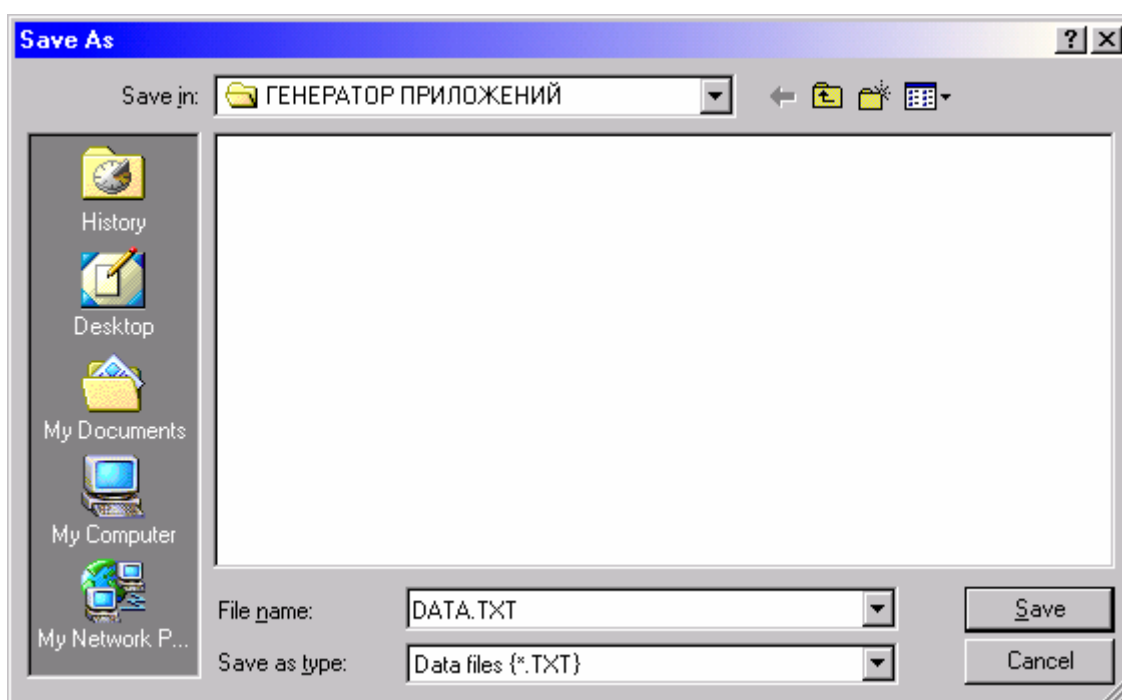 Save As
Save in: ГЕНЕРАТОР ПРИЛОЖЕНИЙ
History
Desktop
My Documents
My Computer
My Network P...
File name: DATA.TXT
Save
Save as type: Data files {*.TXT}
Cancel